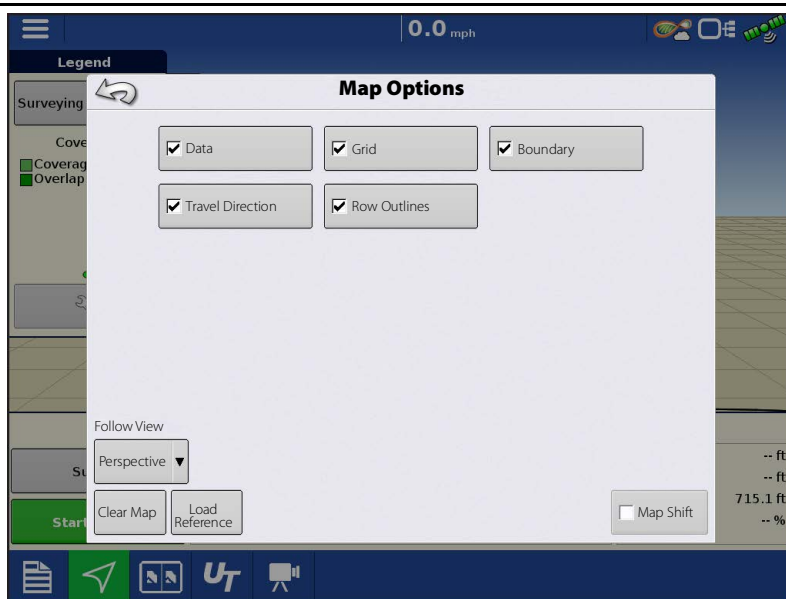 0.0 mph
Legend
Map Options
Surveying
Data
Grid
Boundary
Coverag
Overlap
Travel Direction
Row Outlines
Follow View
Perspective
-- ft
-- ft
715.1 ft
-- %
Clear Map
Load
Reference
Map Shift
Start
UT